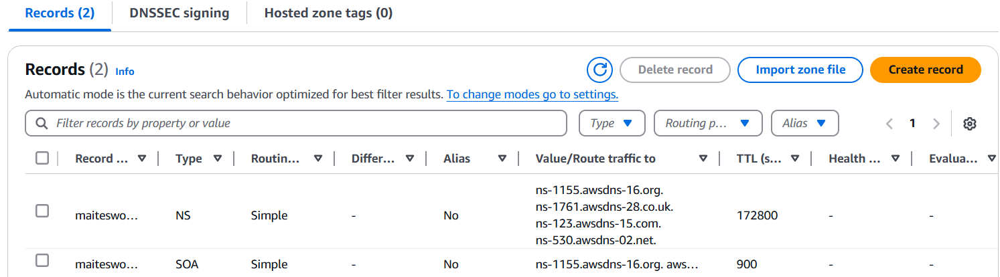 Records (2) DNSSEC signing Hosted zone tags (0)
Records (2) Info Delete record Import zone file Create record
Automatic mode is the current search behavior optimized for best filter results. To change modes go to settings.
Filter records by property or value Type Routing p... Alias 1
Record ... Type Routin... Differ... Alias Value/Route traffic to TTL (s... Health ... Evalua...
ns-1155.awsdns-16.org.
ns-1761.awsdns-28.co.uk.
maiteswo... NS Simple - No 172800 - -
ns-123.awsdns-15.com.
ns-530.awsdns-02.net.
maiteswo... SOA Simple - No ns-1155.awsdns-16.org. aws... 900 - -